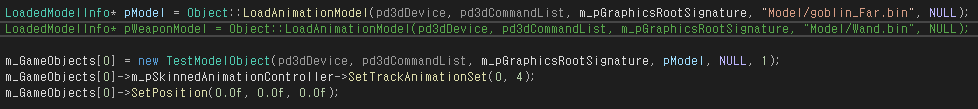 LoadedModelInfo* pModel = Object::LoadAnimationModel(pd3dDevice, pd3dCommandList, m_pGraphicsRootSignature, "Model/goblin_Far.bin", NULL);
LoadedModelInfo* pWeaponModel = Object::LoadAnimationModel(pd3dDevice, pd3dCommandList, m_pGraphicsRootSignature, "Model/Wand.bin", NULL);
m_GameObjects[0] = new TestModelObject(pd3dDevice, pd3dCommandList, m_pGraphicsRootSignature, pModel, NULL, 1);
m_GameObjects[0]->m_pSkinnedAnimationController->SetTrackAnimationSet(0, 4);
m_GameObjects[0]->SetPosition(0.0f, 0.0f, 0.0f);